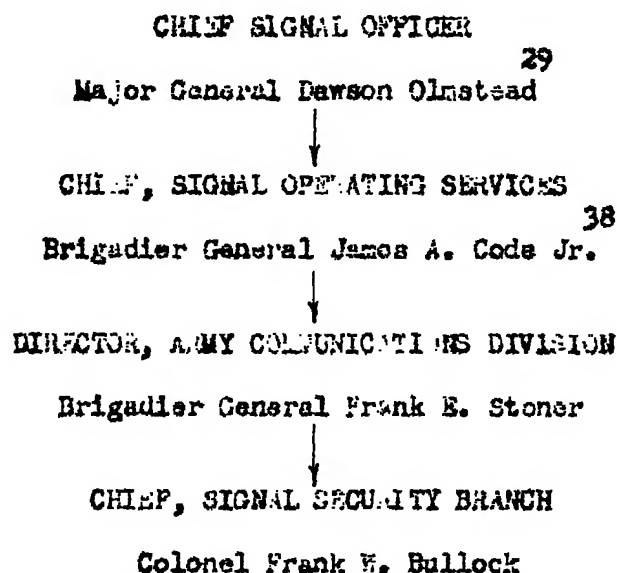 CHIEF SIGNAL OFFICER
29
Major General Dawson Olmstead
CHIEF, SIGNAL OPERATING SERVICES
38
Brigadier General James A. Code Jr.
DIRECTOR, ARMY COMMUNICATIONS DIVISION
Brigadier General Frank E. Stoner
CHIEF, SIGNAL SECURITY BRANCH
Colonel Frank W. Bullock